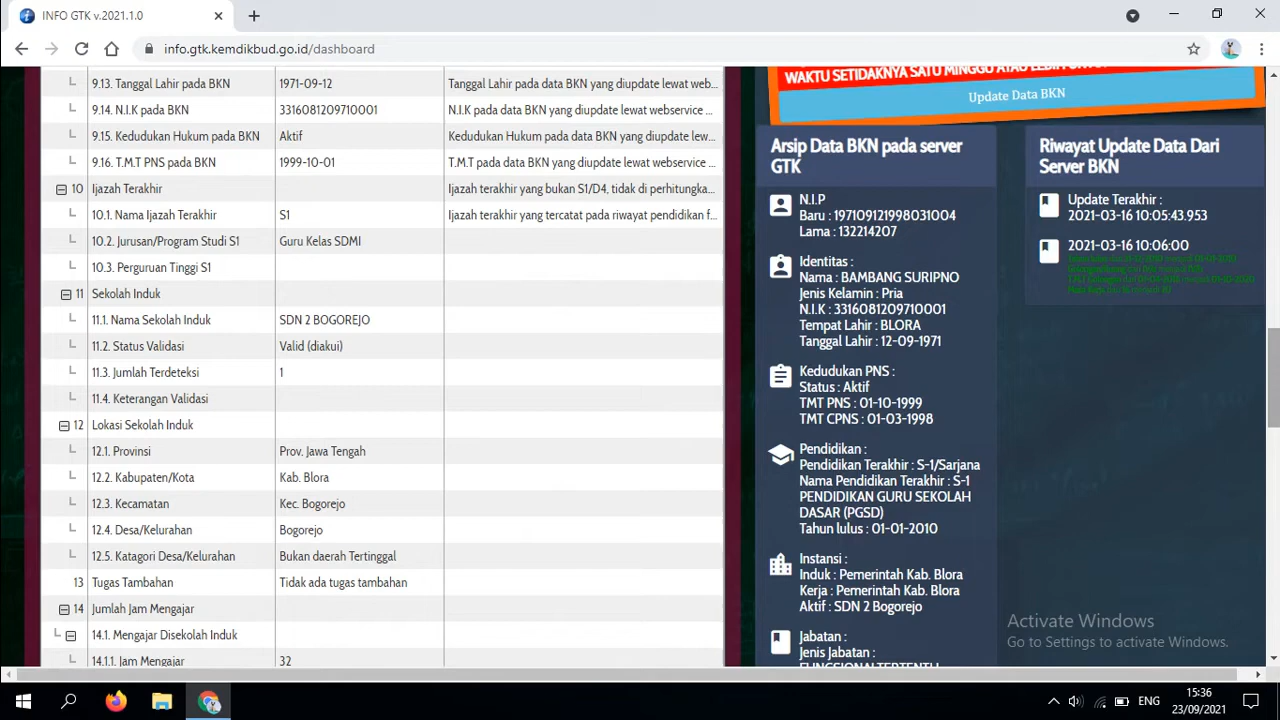 INFO GTK v.2021.1.0
info.gtk.kemdikbud.go.id/dashboard
9.13. Tanggal Lahir pada BKN 1971-09-12 Tanggal Lahir pada data BKN yang diupdate lewat web...
9.14. N.I.K pada BKN 3316081209710001 N.I.K pada data BKN yang diupdate lewat webservice ...
9.15. Kedudukan Hukum pada BKN Aktif Kedudukan Hukum pada data BKN yang diupdate lew...
9.16. T.M.T PNS pada BKN 1999-10-01 T.M.T pada data BKN yang diupdate lewat webservice ...
10 Ijazah Terakhir Ijazah terakhir yang bukan S1/D4, tidak di perhitungka...
10.1. Nama Ijazah Terakhir S1 Ijazah terakhir yang tercatat pada riwayat pendidikan f...
10.2. Jurusan/Program Studi S1 Guru Kelas SDMI
10.3. Perguruan Tinggi S1
11 Sekolah Induk
11.1. Nama Sekolah Induk SDN 2 BOGOREJO
11.2. Status Validasi Valid (diakui)
11.3. Jumlah Terdeteksi 1
11.4. Keterangan Validasi
12 Lokasi Sekolah Induk
12.1. Provinsi Prov. Jawa Tengah
12.2. Kabupaten/Kota Kab. Blora
12.3. Kecamatan Kec. Bogorejo
12.4. Desa/Kelurahan Bogorejo
12.5. Katagori Desa/Kelurahan Bukan daerah Tertinggal
13 Tugas Tambahan Tidak ada tugas tambahan
14 Jumlah Jam Mengajar
14.1. Mengajar Disekolah Induk
14.1.1. Jam Mengajar 32
WAKTU SETIDAKNYA SATU MINGGU ATAU LEBIH
Update Data BKN
Arsip Data BKN pada server
GTK
N.I.P
Baru : 197109121998031004
Lama : 132214207
Identitas :
Nama : BAMBANG SURIPNO
Jenis Kelamin : Pria
N.I.K : 3316081209710001
Tempat Lahir : BLORA
Tanggal Lahir : 12-09-1971
Kedudukan PNS :
Status : Aktif
TMT PNS : 01-10-1999
TMT CPNS : 01-03-1998
Pendidikan :
Pendidikan Terakhir : S-1/Sarjana
Nama Pendidikan Terakhir : S-1
PENDIDIKAN GURU SEKOLAH
DASAR (PGSD)
Tahun lulus : 01-01-2010
Instansi :
Induk : Pemerintah Kab. Blora
Kerja : Pemerintah Kab. Blora
Aktif : SDN 2 Bogorejo
Jabatan :
Jenis Jabatan :
FUNGSIONAL TERTENTU
Riwayat Update Data Dari
Server BKN
Update Terakhir :
2021-03-16 10:05:43.953
2021-03-16 10:06:00
Activate Windows
Go to Settings to activate Windows.
ENG
15:36
23/09/2021